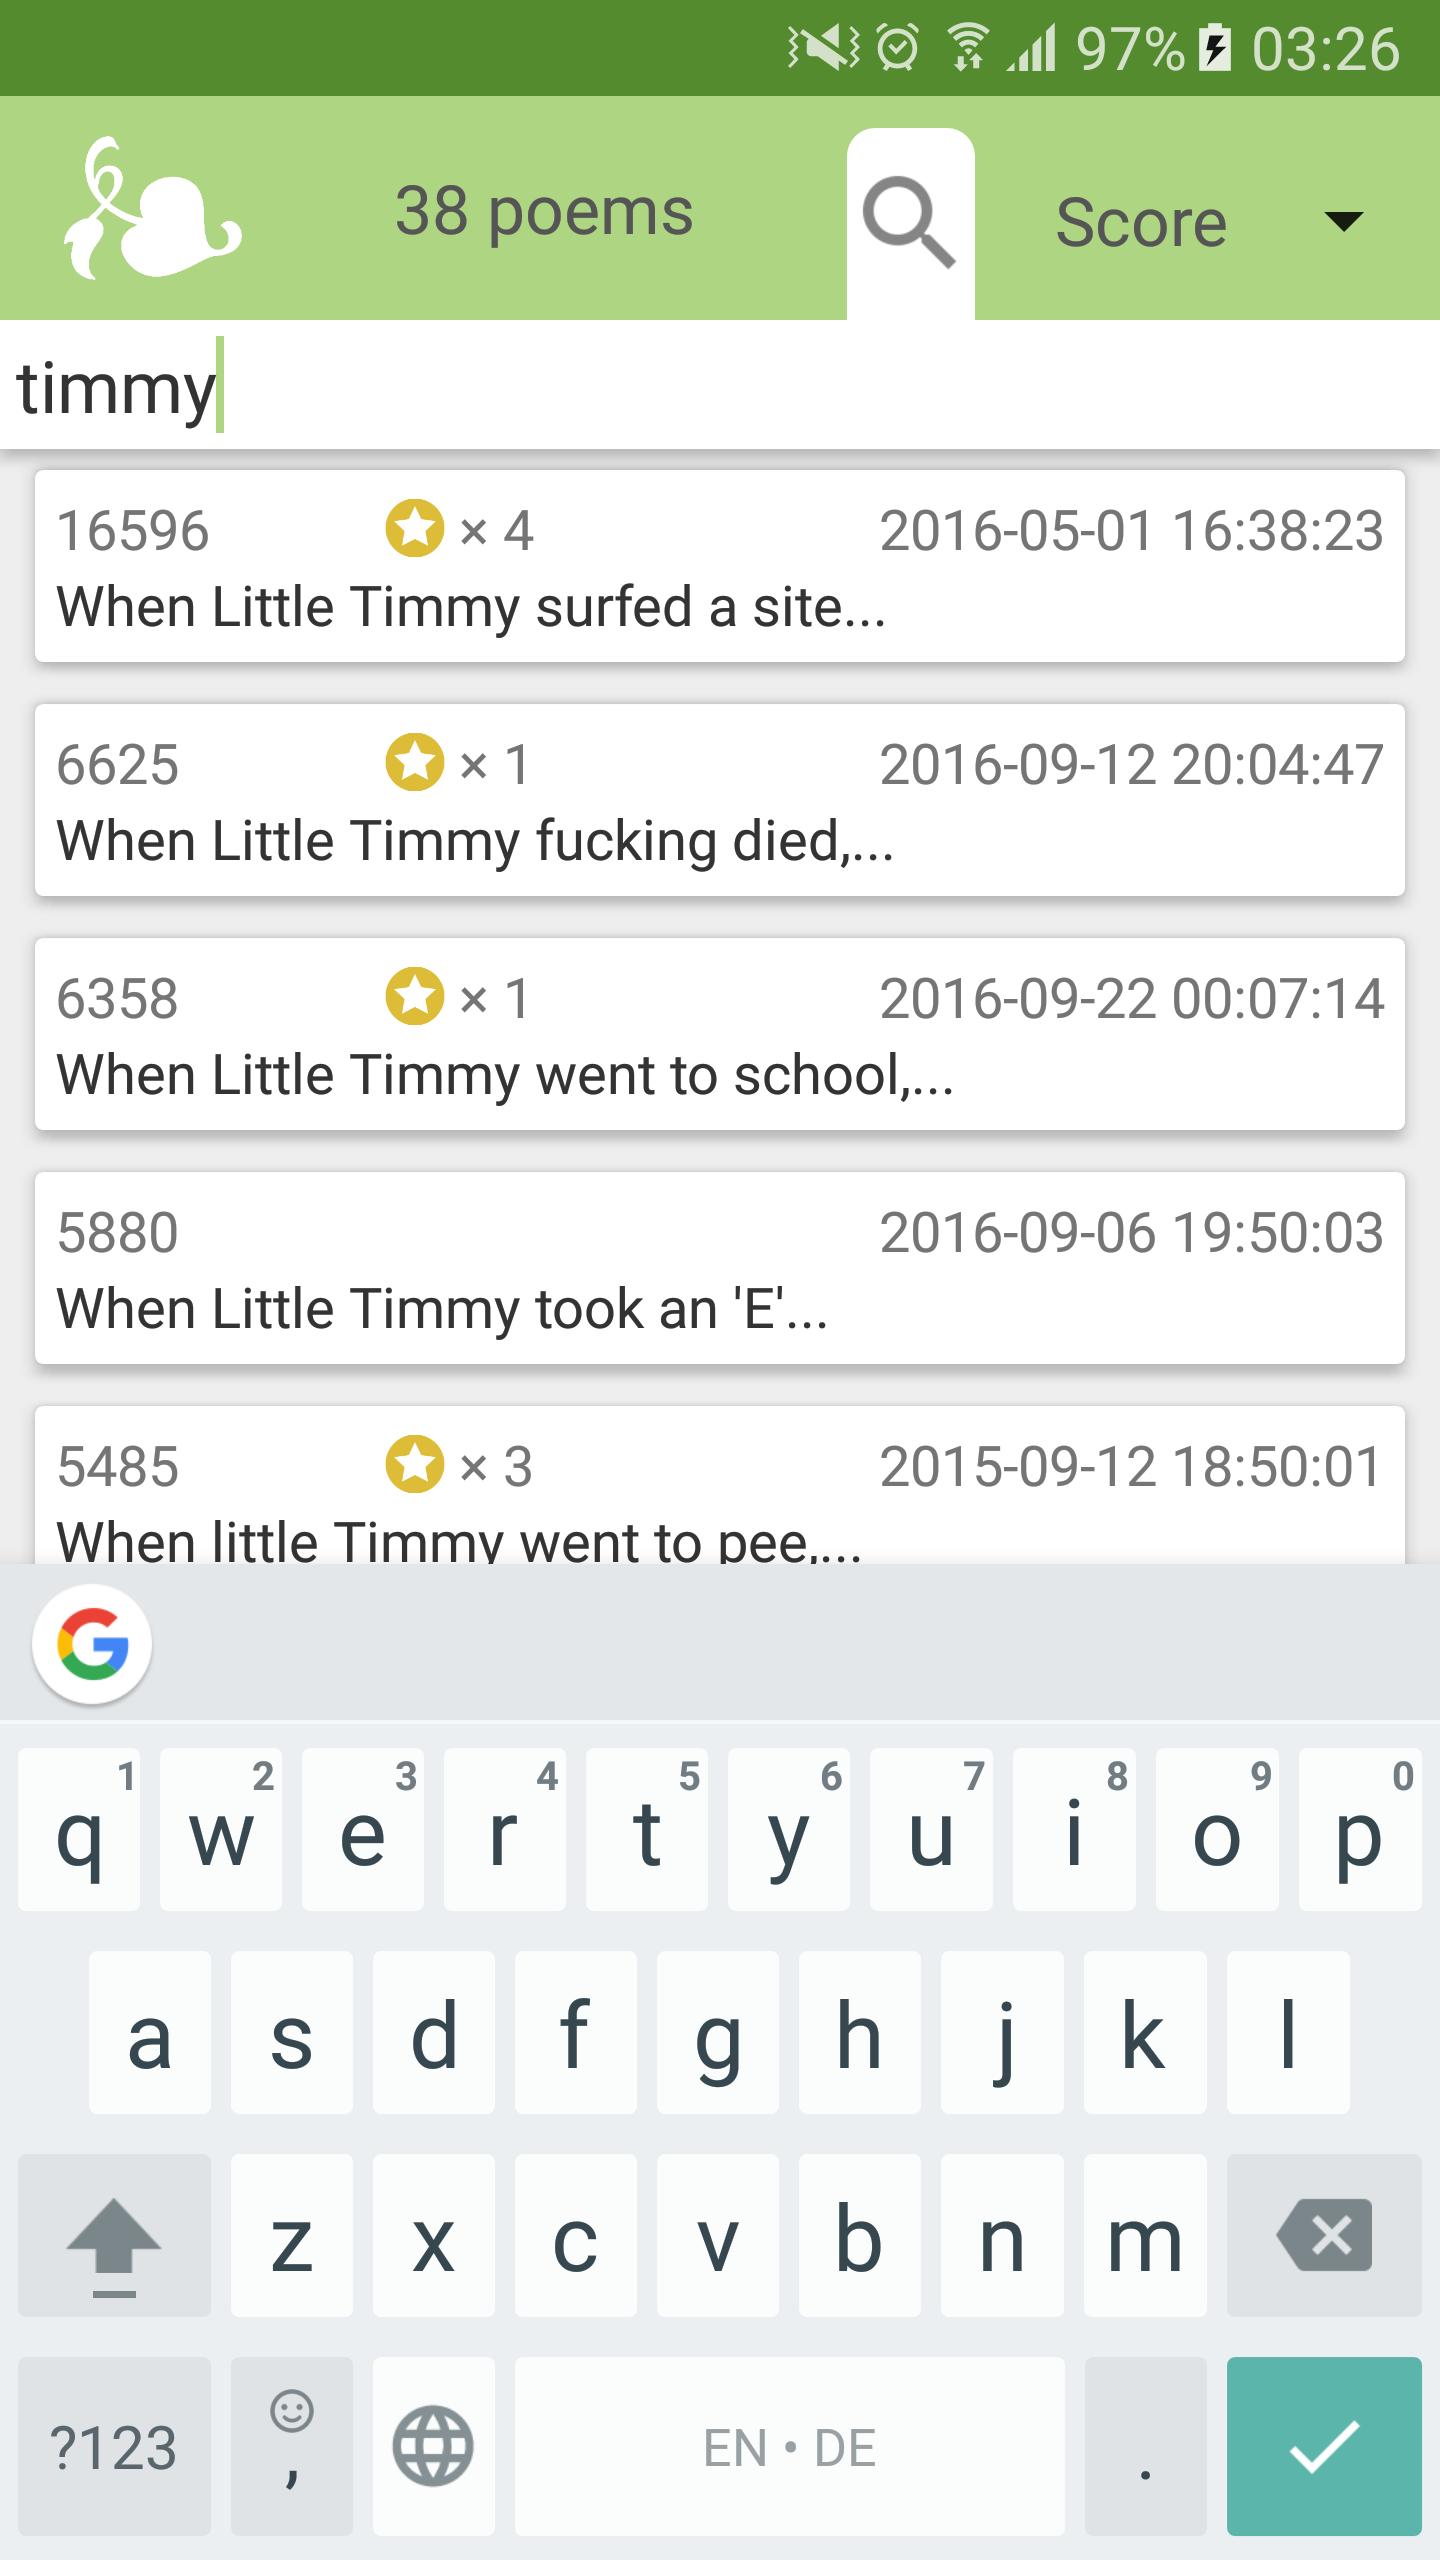 97% 03:26
38 poems Score
timmy
16596 × 4 2016-05-01 16:38:23
When Little Timmy surfed a site...
6625 × 1 2016-09-12 20:04:47
When Little Timmy fucking died,...
6358 × 1 2016-09-22 00:07:14
When Little Timmy went to school,...
5880 2016-09-06 19:50:03
When Little Timmy took an 'E'...
5485 × 3 2015-09-12 18:50:01
When little Timmy went to pee,...
G
1 2 3 4 5 6 7 8 9 0
q w e r t y u i o p
a s d f g h j k l
z x c v b n m
?123 , EN • DE .